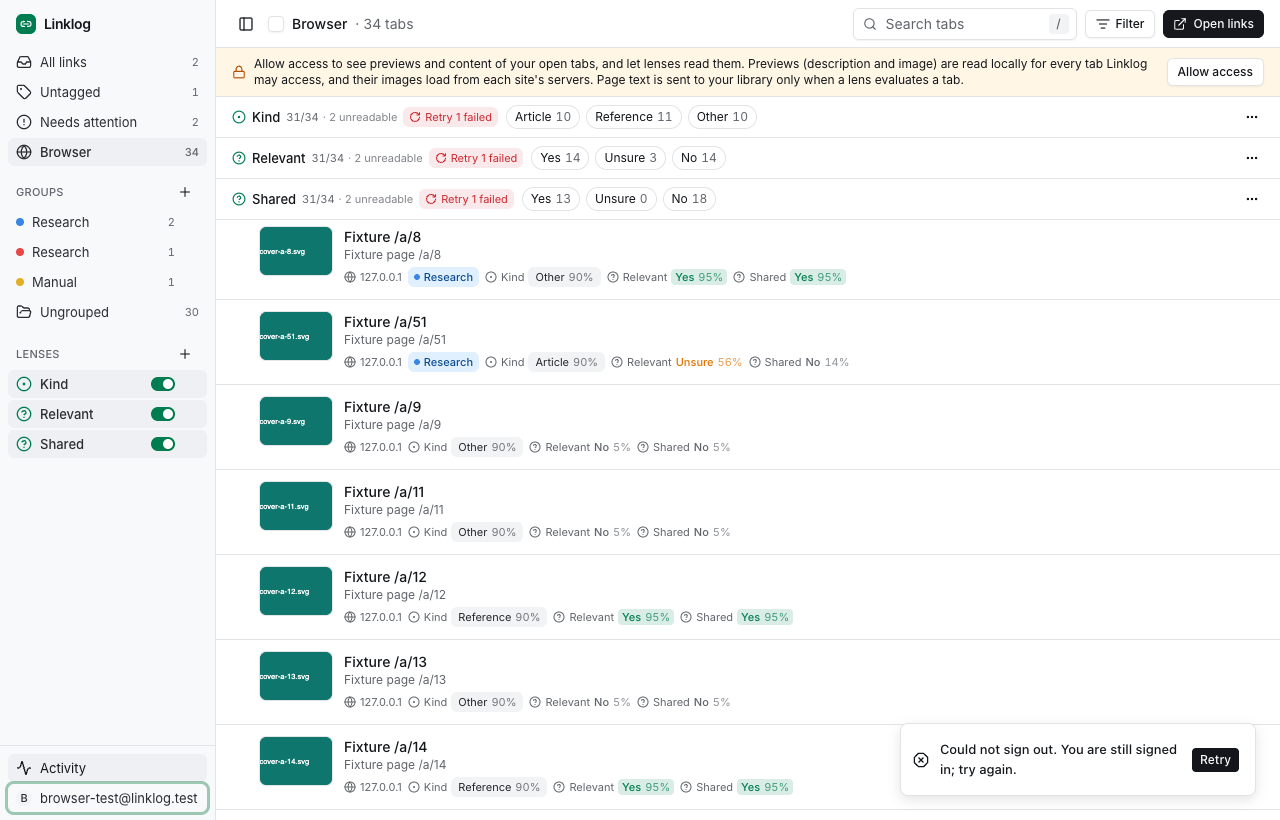 Linklog
All links 2
Untagged 1
Needs attention 2
Browser 34
GROUPS
Research 2
Research 1
Manual 1
Ungrouped 30
LENSES
Kind
Relevant
Shared
Activity
B browser-test@linklog.test
Browser · 34 tabs
Search tabs /
Filter
Open links
Allow access to see previews and content of your open tabs, and let lenses read them. Previews (description and image) are read locally for every tab Linklog
may access, and their images load from each site's servers. Page text is sent to your library only when a lens evaluates a tab.
Allow access
Kind 31/34 · 2 unreadable Retry 1 failed Article 10 Reference 11 Other 10
Relevant 31/34 · 2 unreadable Retry 1 failed Yes 14 Unsure 3 No 14
Shared 31/34 · 2 unreadable Retry 1 failed Yes 13 Unsure 0 No 18
cover-a-8.svg
Fixture /a/8
Fixture page /a/8
127.0.0.1 Research Kind Other 90% Relevant Yes 95% Shared Yes 95%
cover-a-51.svg
Fixture /a/51
Fixture page /a/51
127.0.0.1 Research Kind Article 90% Relevant Unsure 56% Shared No 14%
cover-a-9.svg
Fixture /a/9
Fixture page /a/9
127.0.0.1 Kind Other 90% Relevant No 5% Shared No 5%
cover-a-11.svg
Fixture /a/11
Fixture page /a/11
127.0.0.1 Kind Other 90% Relevant No 5% Shared No 5%
cover-a-12.svg
Fixture /a/12
Fixture page /a/12
127.0.0.1 Kind Reference 90% Relevant Yes 95% Shared Yes 95%
cover-a-13.svg
Fixture /a/13
Fixture page /a/13
127.0.0.1 Kind Other 90% Relevant No 5% Shared No 5%
cover-a-14.svg
Fixture /a/14
Fixture page /a/14
127.0.0.1 Kind Reference 90% Relevant Yes 95% Shared Yes 95%
Could not sign out. You are still signed
in; try again.
Retry